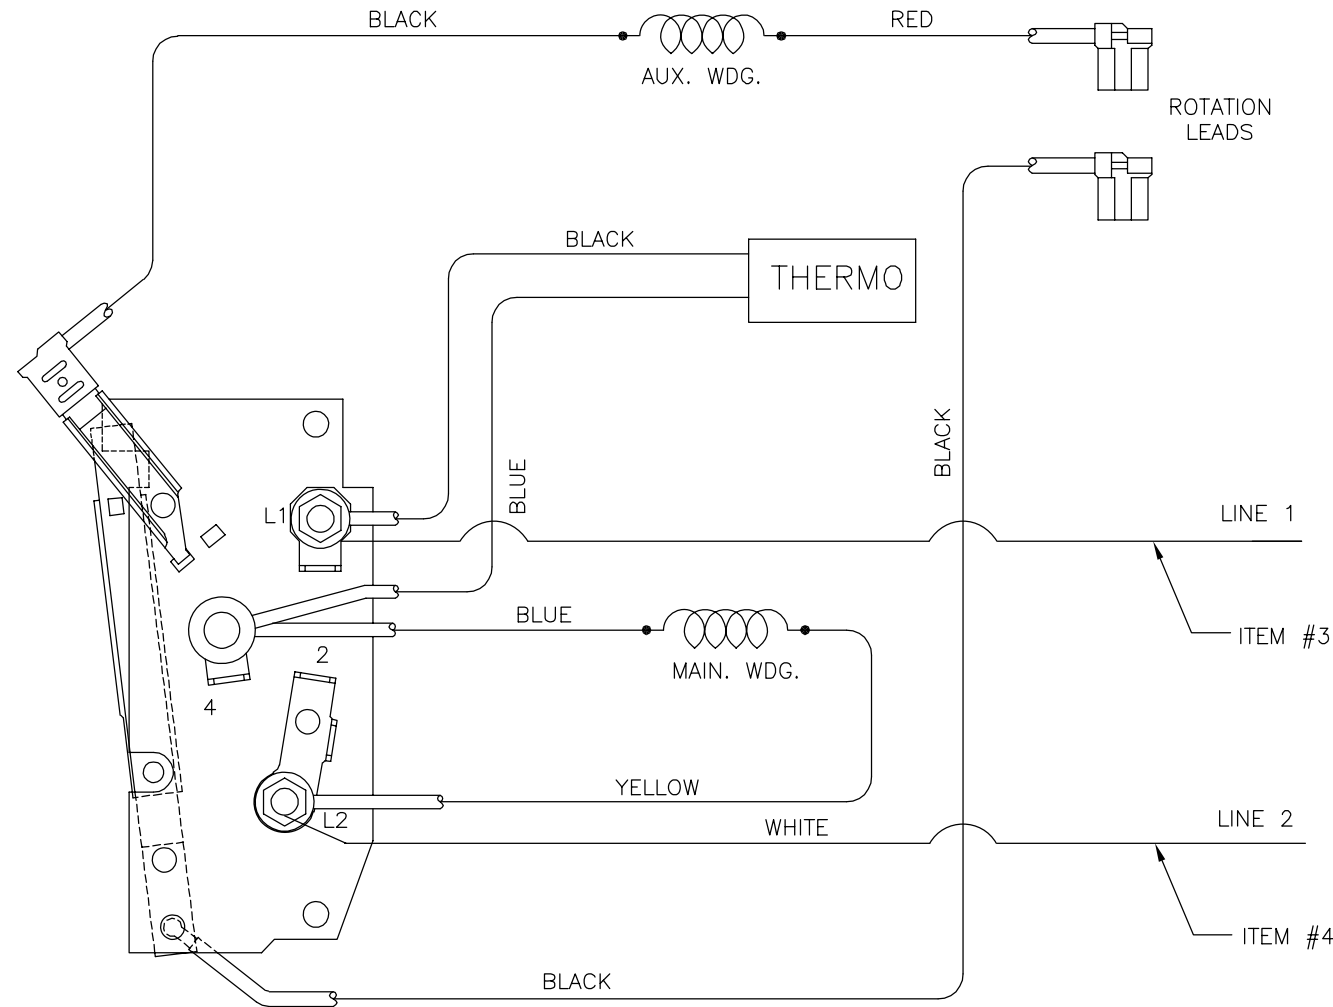 BLACK
RED
AUX. WDG.
ROTATION
LEADS
BLACK
THERMO
BLACK
BLUE
L1
LINE 1
BLUE
ITEM #3
2
MAIN. WDG.
4
YELLOW
L2
WHITE
LINE 2
ITEM #4
BLACK